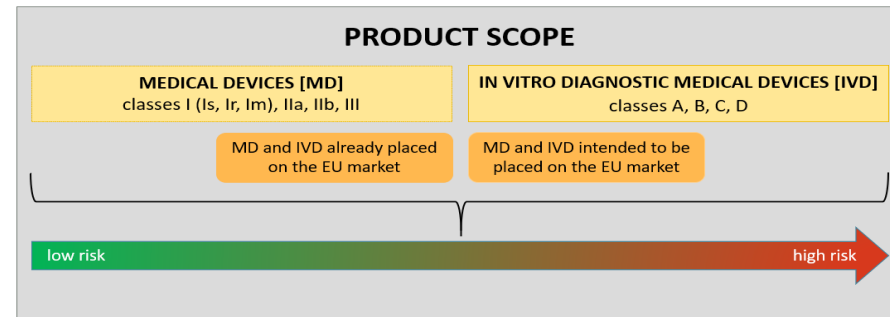 PRODUCT SCOPE
MEDICAL DEVICES [MD]
classes I (Is, Ir, Im), IIa, IIb, III
IN VITRO DIAGNOSTIC MEDICAL DEVICES [IVD]
classes A, B, C, D
MD and IVD already placed
on the EU market
MD and IVD intended to be
placed on the EU market
low risk
high risk